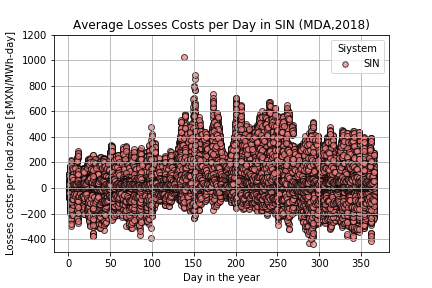 Average Losses Costs per Day in SIN (MDA,2018)
Losses costs per load zone [$MXN/MWh-day]
1200
1000
800
600
400
200
0
−200
−400
Siystem
SIN
0 50 100 150 200 250 300 350
Day in the year